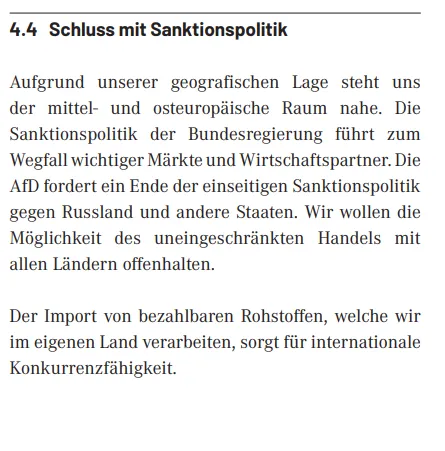 4.4 Schluss mit Sanktionspolitik
Aufgrund unserer geografischen Lage steht uns
der mittel- und osteuropäische Raum nahe. Die
Sanktionspolitik der Bundesregierung führt zum
Wegfall wichtiger Märkte und Wirtschaftspartner. Die
AfD fordert ein Ende der einseitigen Sanktionspolitik
gegen Russland und andere Staaten. Wir wollen die
Möglichkeit des uneingeschränkten Handels mit
allen Ländern offenhalten.
Der Import von bezahlbaren Rohstoffen, welche wir
im eigenen Land verarbeiten, sorgt für internationale
Konkurrenzfähigkeit.